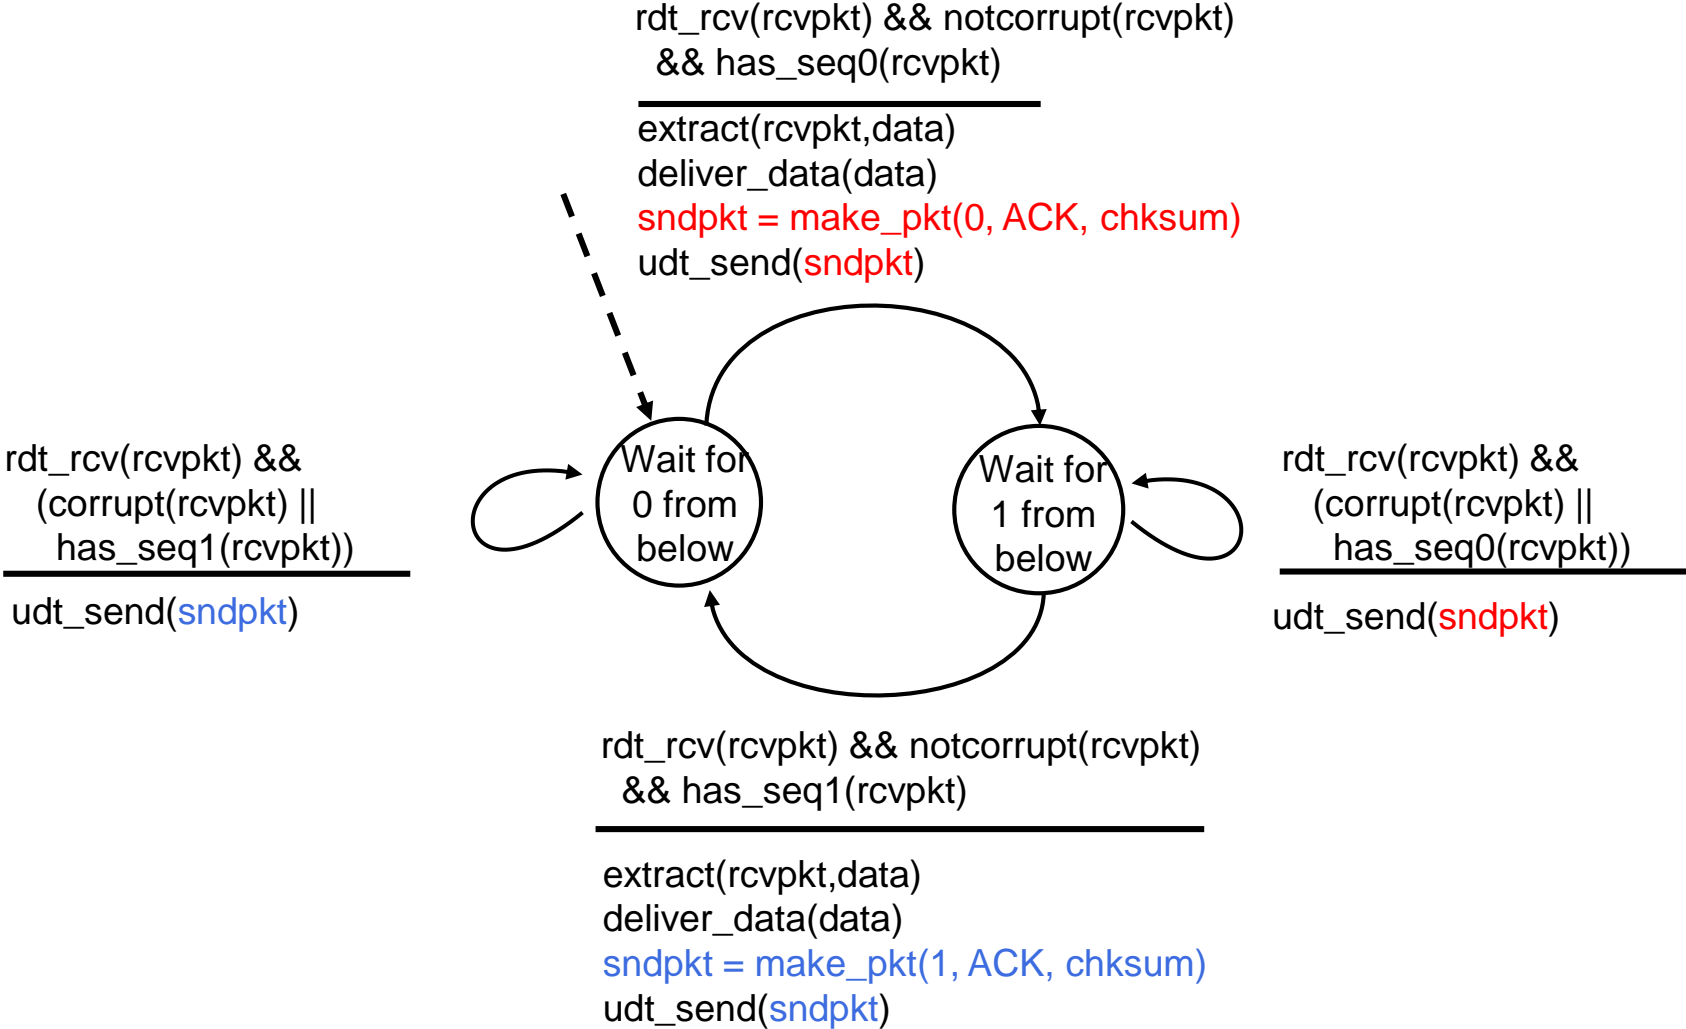 rdt_rcv(rcvpkt) && notcorrupt(rcvpkt)
&& has_seq0(rcvpkt)
extract(rcvpkt,data)
deliver_data(data)
sndpkt = make_pkt(0, ACK, chksum)
udt_send(sndpkt)
rdt_rcv(rcvpkt) &&
(corrupt(rcvpkt) ||
has_seq1(rcvpkt))
udt_send(sndpkt)
Wait for
0 from
below
Wait for
1 from
below
rdt_rcv(rcvpkt) &&
(corrupt(rcvpkt) ||
has_seq0(rcvpkt))
udt_send(sndpkt)
rdt_rcv(rcvpkt) && notcorrupt(rcvpkt)
&& has_seq1(rcvpkt)
extract(rcvpkt,data)
deliver_data(data)
sndpkt = make_pkt(1, ACK, chksum)
udt_send(sndpkt)